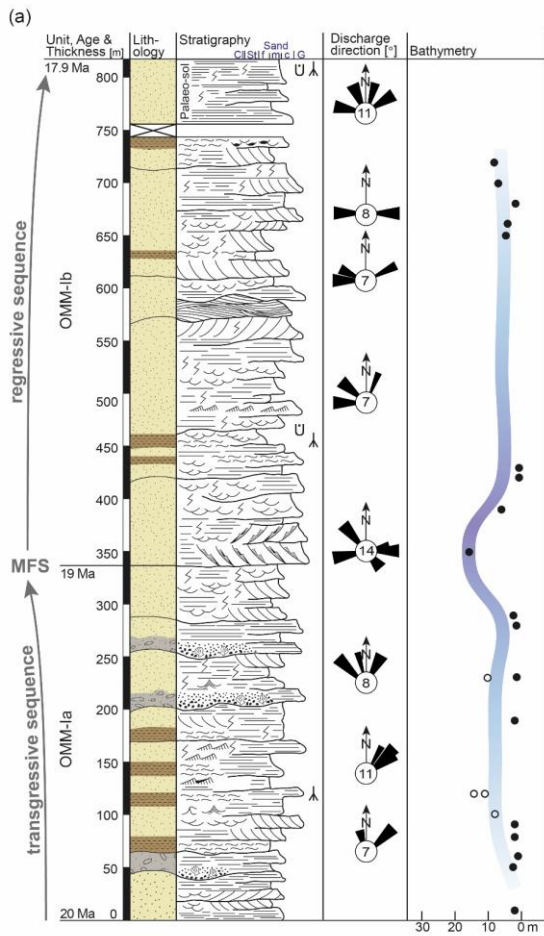 (a)
Unit, Age & Thickness [m]
Lith-ology
Stratigraphy
Sand
Cl|St|f|m|c|G
Discharge direction [°]
Bathymetry
17.9 Ma
800
Palaeo-sol
Ü
N
11
750
700
N
8
650
N
7
600
OMM-Ib
regressive sequence
550
500
N
7
Ü
450
400
N
14
350
MFS
19 Ma
300
250
N
8
200
OMM-Ia
transgressive sequence
150
N
11
100
N
7
50
20 Ma
0
30 20 10 0 m